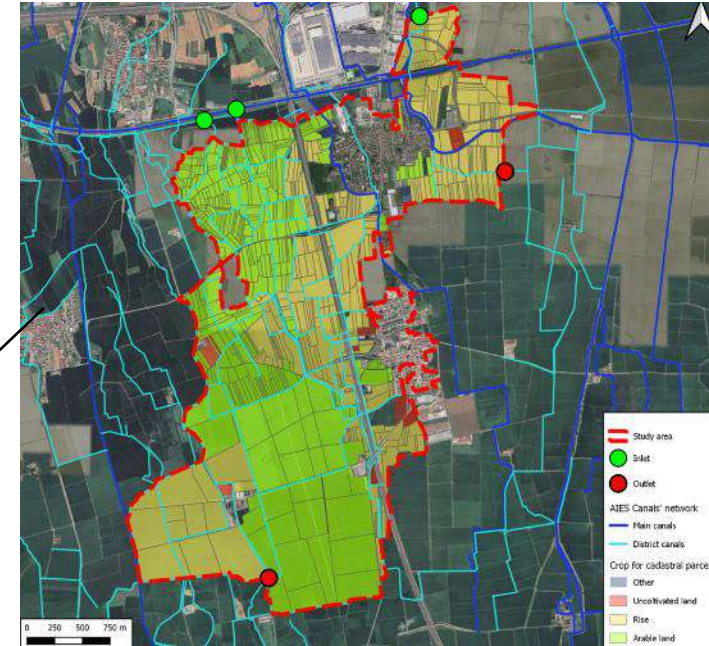 Study area
Inlet
Outlet
AIES Canals' network
Main canals
District canals
Crop for cadastral parce
Other
Uncoltivated land
Rise
Arable land
0 250 500 750 m